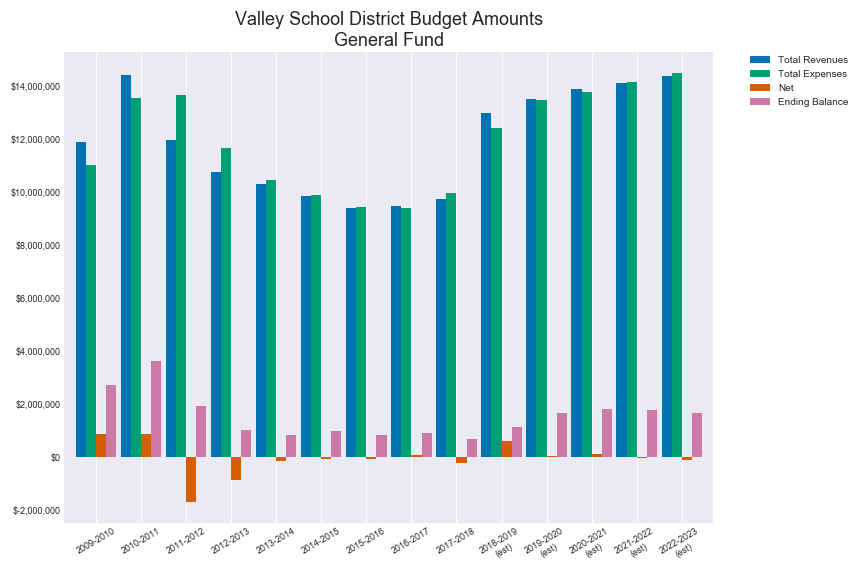 Valley School District Budget Amounts
General Fund
Total Revenues
Total Expenses
Net
Ending Balance
$14,000,000
$12,000,000
$10,000,000
$8,000,000
$6,000,000
$4,000,000
$2,000,000
$0
$-2,000,000
2009-2010
2010-2011
2011-2012
2012-2013
2013-2014
2014-2015
2015-2016
2016-2017
2017-2018
2018-2019
(est)
2019-2020
(est)
2020-2021
(est)
2021-2022
(est)
2022-2023
(est)